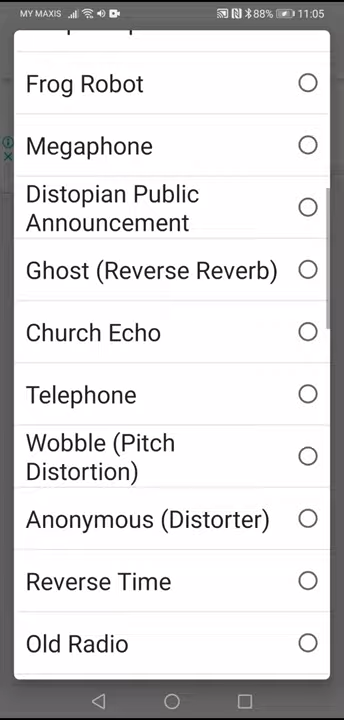 MY MAXIS 88% 11:05
Frog Robot
Megaphone
Distopian Public
Announcement
Ghost (Reverse Reverb)
Church Echo
Telephone
Wobble (Pitch
Distortion)
Anonymous (Distorter)
Reverse Time
Old Radio